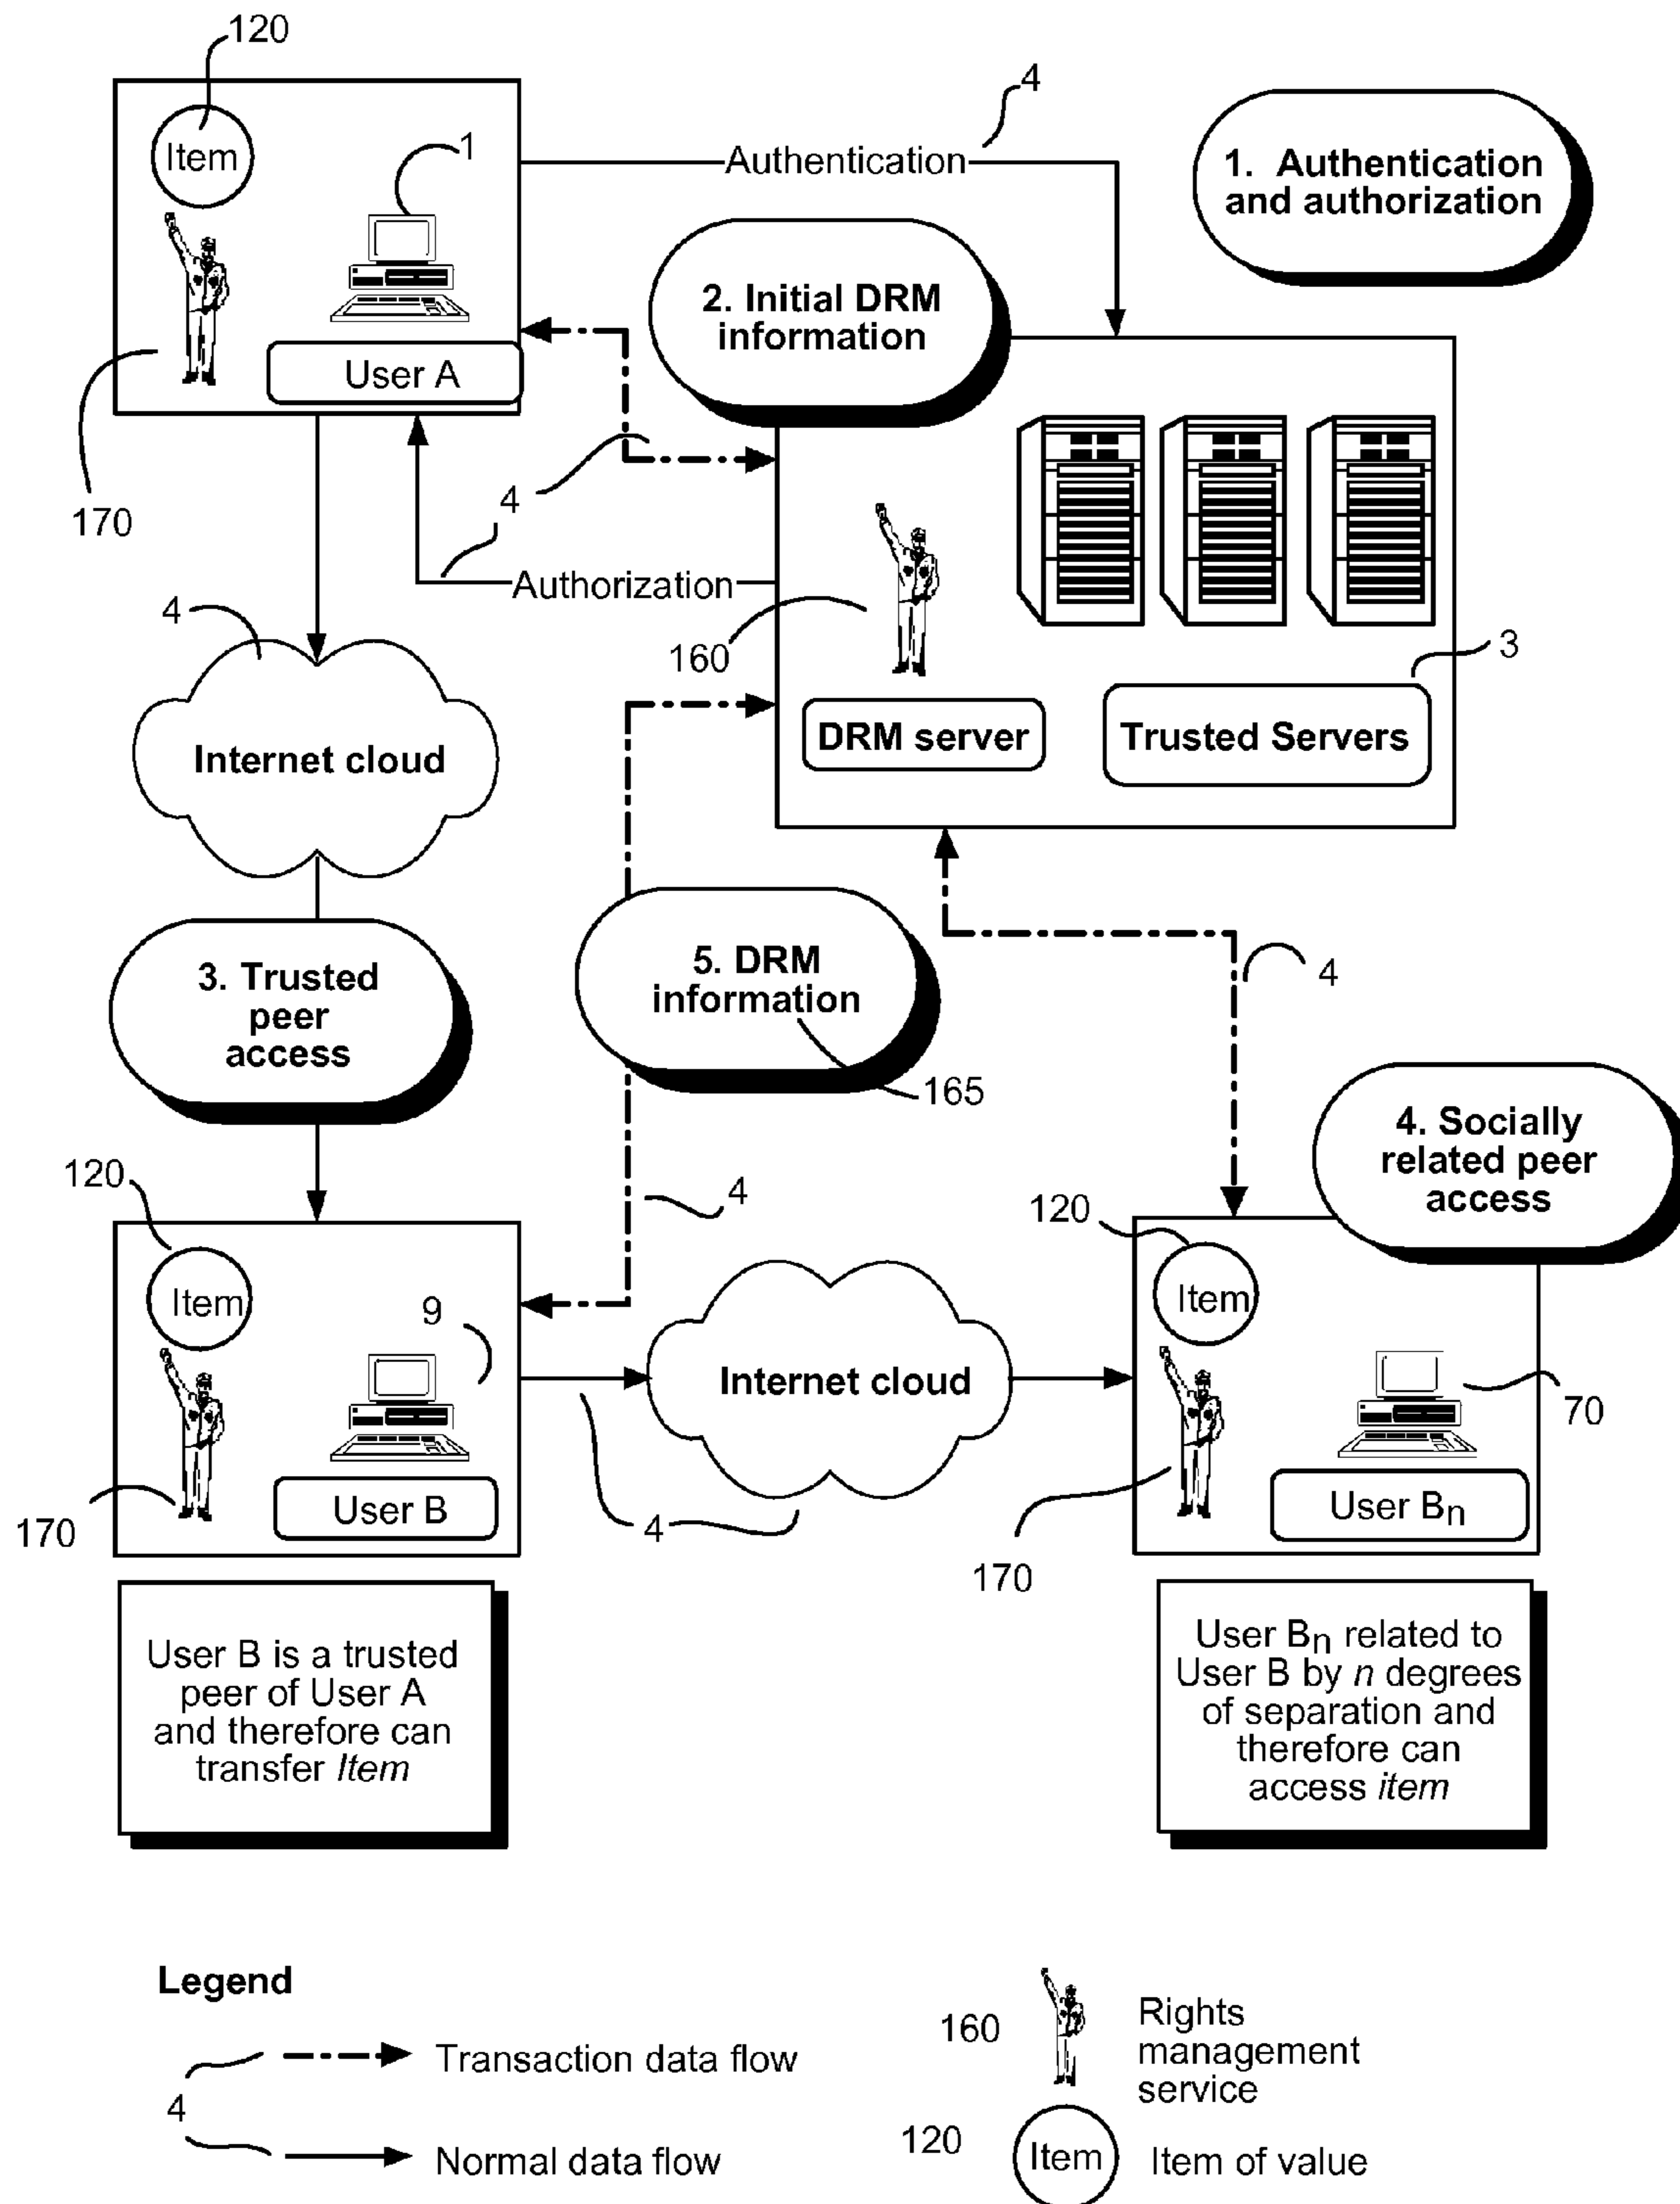 120
4
Item
1
Authentication
1. Authentication
and authorization
2. Initial DRM
information
User A
4
170
4
Authorization
4
160
3
Internet cloud
DRM server
Trusted Servers
3. Trusted
peer
access
5. DRM
information
4
165
4. Socially
related peer
access
120
4
120
Item
Item
9
Internet cloud
70
User B
User Bn
170
4
170
User B is a trusted
peer of User A
and therefore can
transfer Item
User Bn related to
User B by n degrees
of separation and
therefore can
access item
Legend
Transaction data flow
4
Normal data flow
160
Rights
management
service
120
Item
Item of value